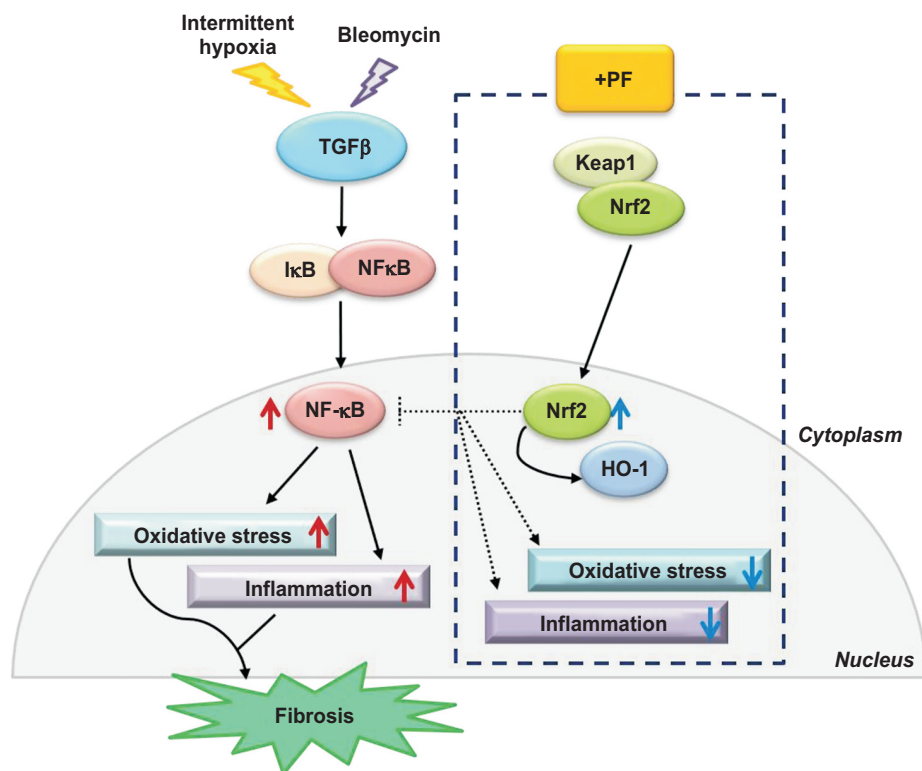 Intermittent
hypoxia
Bleomycin
+PF
TGFβ
Keap1
Nrf2
IκB
NFκB
NF-κB
Nrf2
HO-1
Cytoplasm
Oxidative stress
Inflammation
Oxidative stress
Inflammation
Nucleus
Fibrosis